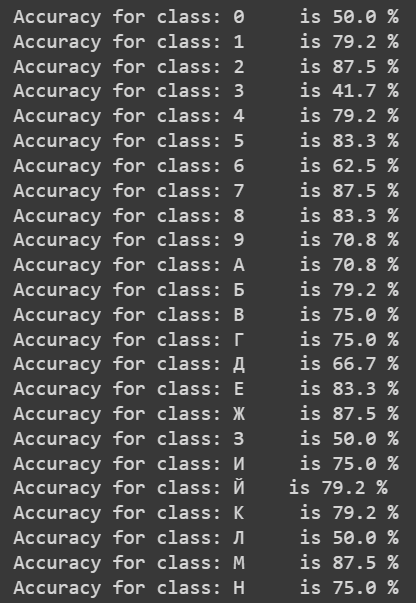 Accuracy for class: 0     is 50.0 %
Accuracy for class: 1     is 79.2 %
Accuracy for class: 2     is 87.5 %
Accuracy for class: 3     is 41.7 %
Accuracy for class: 4     is 79.2 %
Accuracy for class: 5     is 83.3 %
Accuracy for class: 6     is 62.5 %
Accuracy for class: 7     is 87.5 %
Accuracy for class: 8     is 83.3 %
Accuracy for class: 9     is 70.8 %
Accuracy for class: А     is 70.8 %
Accuracy for class: Б     is 79.2 %
Accuracy for class: В     is 75.0 %
Accuracy for class: Г     is 75.0 %
Accuracy for class: Д     is 66.7 %
Accuracy for class: Е     is 83.3 %
Accuracy for class: Ж     is 87.5 %
Accuracy for class: З     is 50.0 %
Accuracy for class: И     is 75.0 %
Accuracy for class: Й    is 79.2 %
Accuracy for class: К     is 79.2 %
Accuracy for class: Л     is 50.0 %
Accuracy for class: М     is 87.5 %
Accuracy for class: Н     is 75.0 %